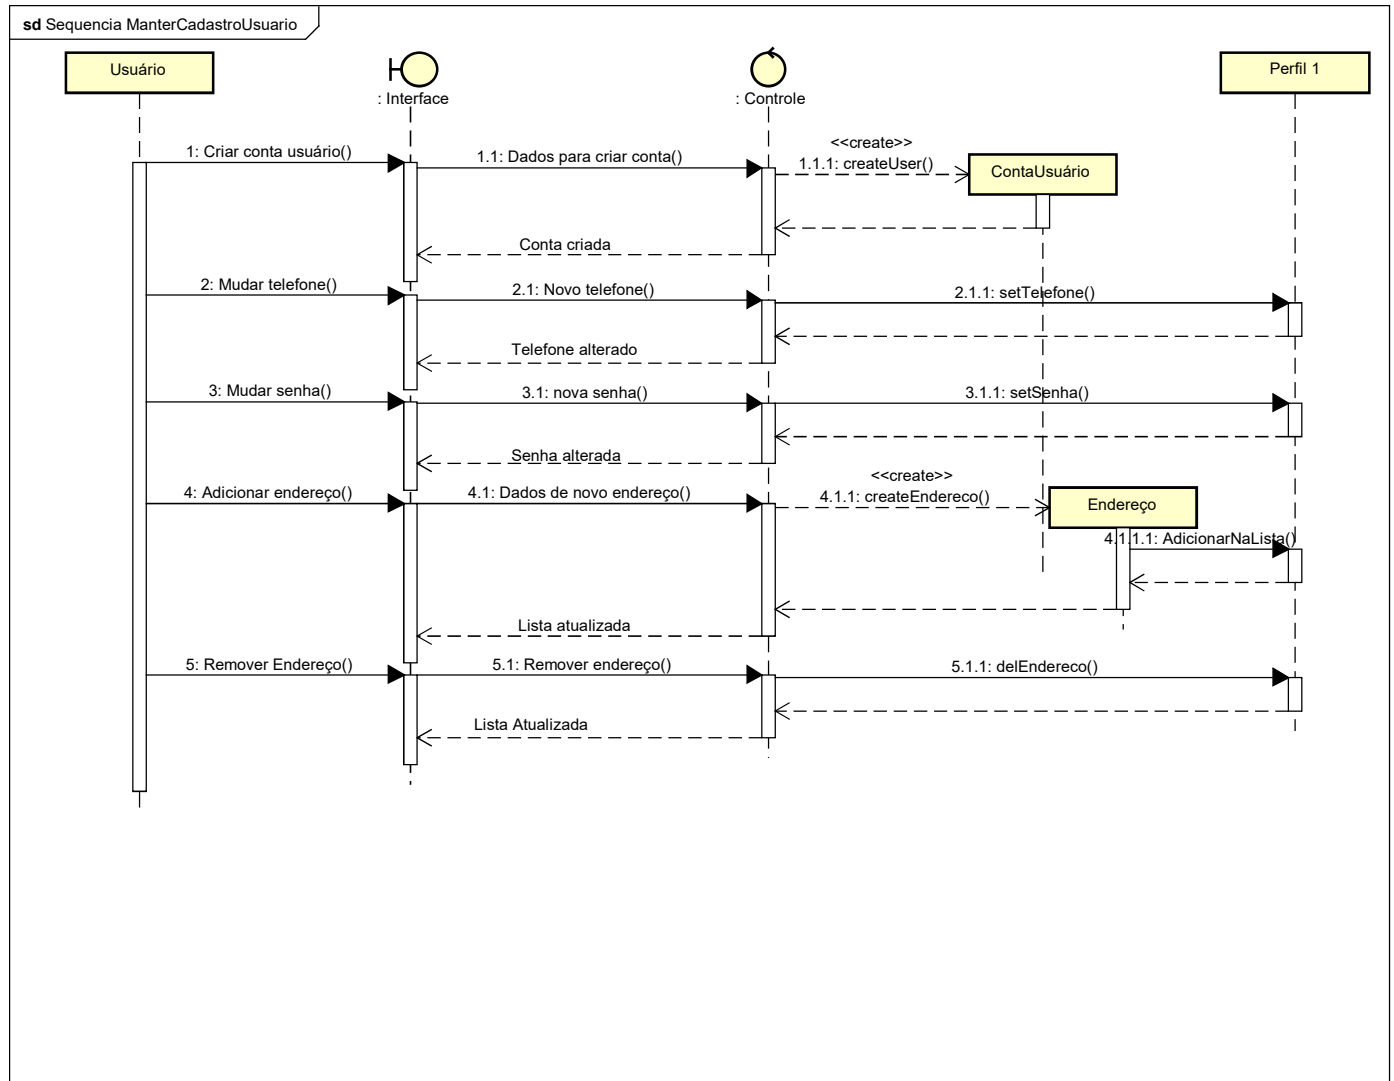 sd Sequencia ManterCadastroUsuario
Usuário
: Interface
: Controle
Perfil 1
1: Criar conta usuário()
1.1: Dados para criar conta()
<<create>>
1.1.1: createUser()
ContaUsuário
Conta criada
2: Mudar telefone()
2.1: Novo telefone()
2.1.1: setTelefone()
Telefone alterado
3: Mudar senha()
3.1: nova senha()
3.1.1: setSenha()
Senha alterada
4: Adicionar endereço()
4.1: Dados de novo endereço()
<<create>>
4.1.1: createEndereco()
Endereço
4.1.1.1: AdicionarNaLista()
Lista atualizada
5: Remover Endereço()
5.1: Remover endereço()
5.1.1: delEndereco()
Lista Atualizada